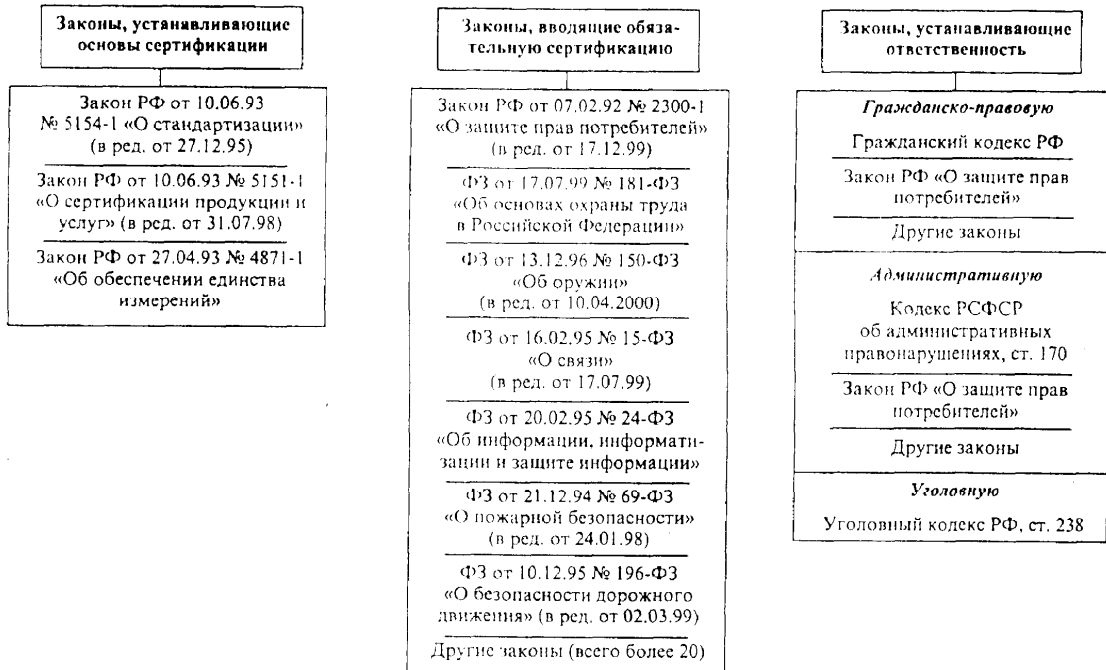 Законы, устанавливающие
основы сертификации
Закон РФ от 10.06.93
№ 5154-1 «О стандартизации»
(в ред. от 27.12.95)
Закон РФ от 10.06.93 № 5151-1
«О сертификации продукции и
услуг» (в ред. от 31.07.98)
Закон РФ от 27.04.93 № 4871-1
«Об обеспечении единства
измерений»
Законы, вводящие обяза-
тельную сертификацию
Закон РФ от 07.02.92 № 2300-1
«О защите прав потребителей»
(в ред. от 17.12.99)
ФЗ от 17.07.99 № 181-ФЗ
«Об основах охраны труда
в Российской Федерации»
ФЗ от 13.12.96 № 150-ФЗ
«Об оружии»
(в ред. от 10.04.2000)
ФЗ от 16.02.95 № 15-ФЗ
«О связи»
(в ред. от 17.07.99)
ФЗ от 20.02.95 № 24-ФЗ
«Об информации, информати-
зации и защите информации»
ФЗ от 21.12.94 № 69-ФЗ
«О пожарной безопасности»
(в ред. от 24.01.98)
ФЗ от 10.12.95 № 196-ФЗ
«О безопасности дорожного
движения» (в ред. от 02.03.99)
Другие законы (всего более 20)
Законы, устанавливающие
ответственность
Гражданско-правовую
Гражданский кодекс РФ
Закон РФ «О защите прав
потребителей»
Другие законы
Административную
Кодекс РСФСР
об административных
правонарушениях, ст. 170
Закон РФ «О защите прав
потребителей»
Другие законы
Уголовную
Уголовный кодекс РФ, ст. 238